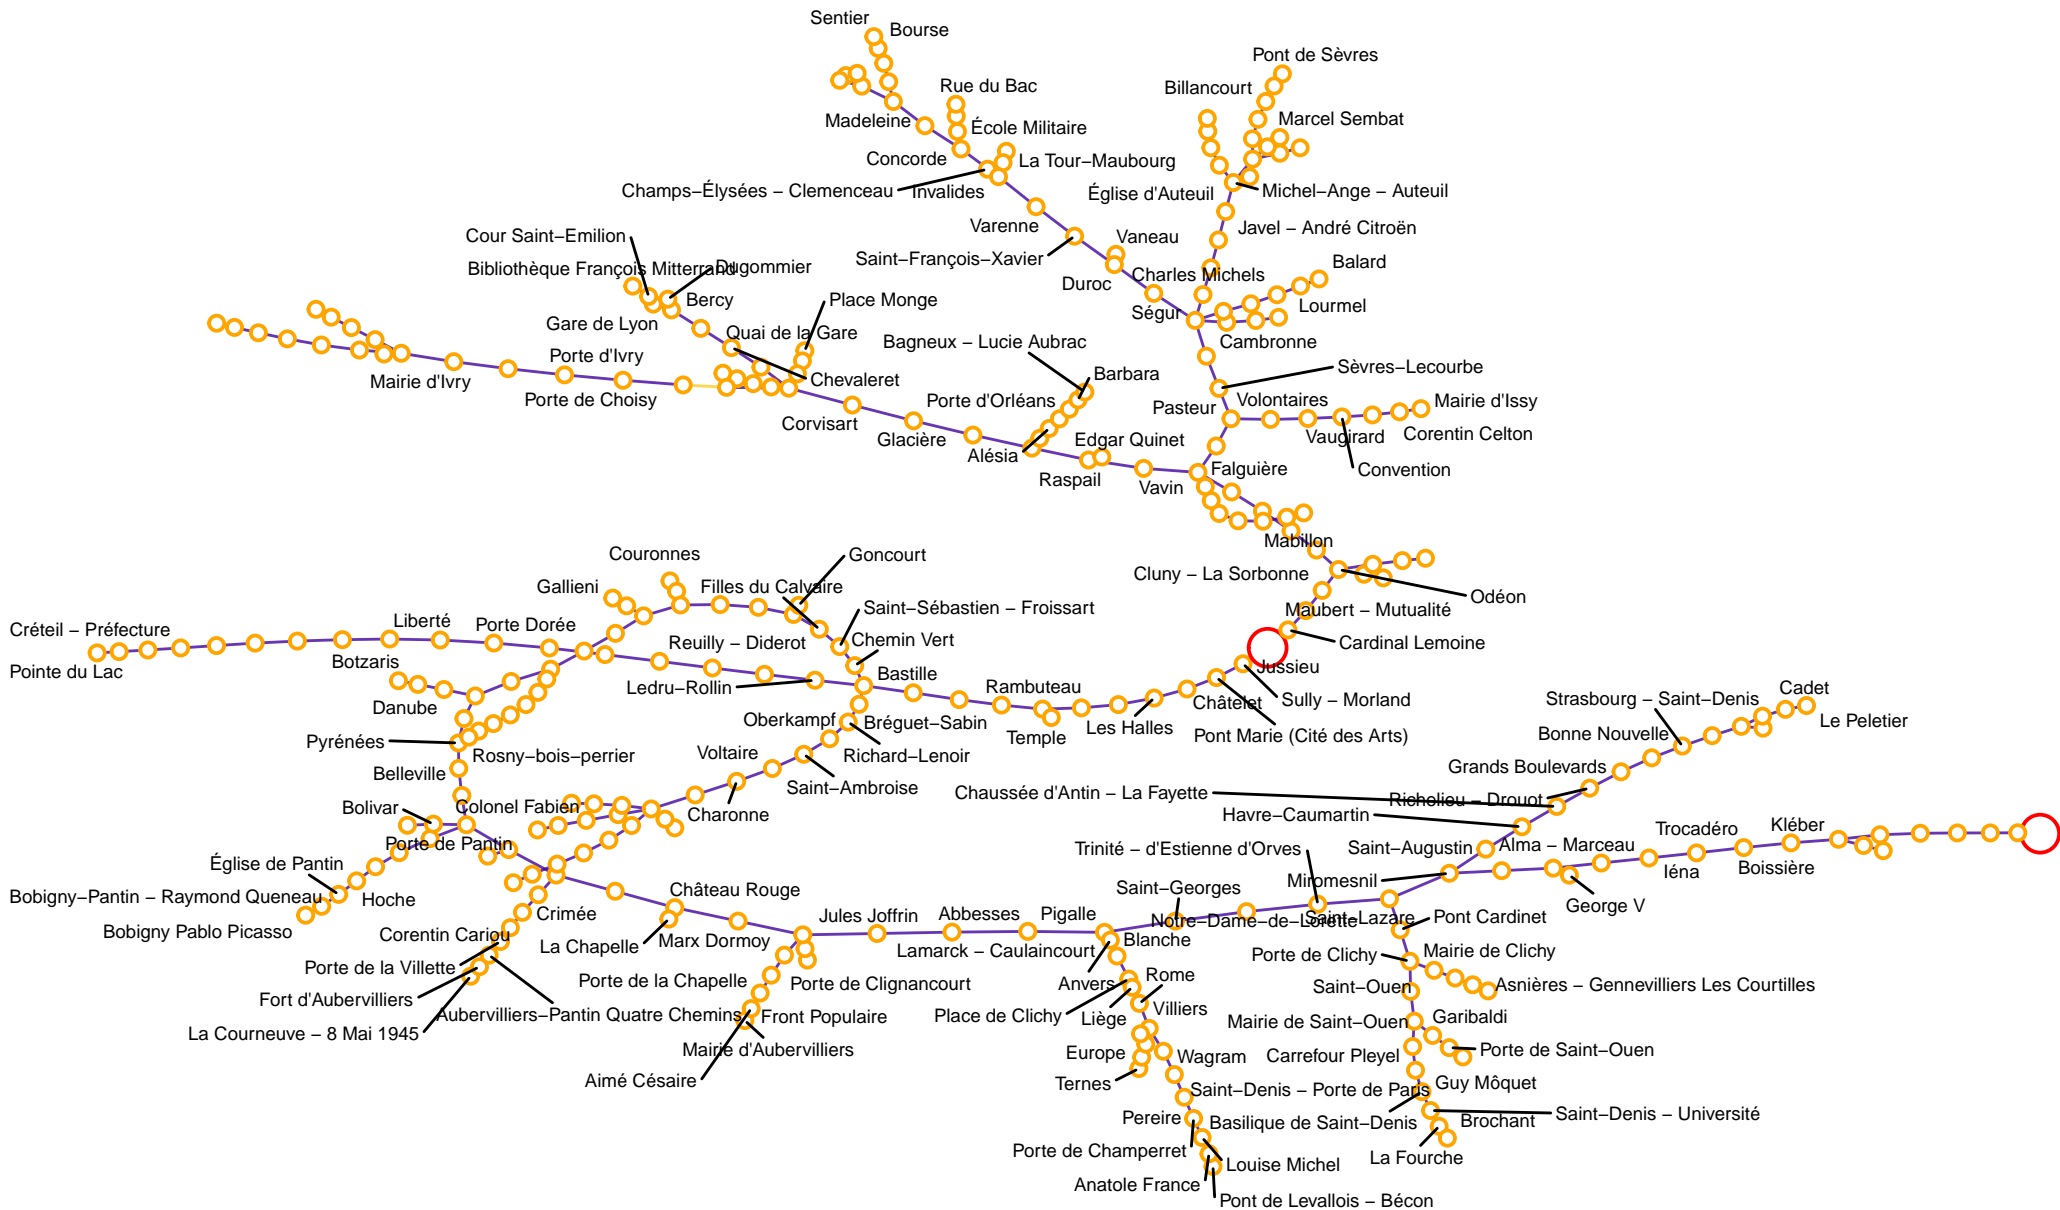 Sentier
Bourse
Pont de Sèvres
Rue du Bac
Billancourt
Madeleine
École Militaire
Marcel Sembat
Concorde
La Tour–Maubourg
Champs–Élysées – Clemenceau
Invalides
Église d'Auteuil
Michel–Ange – Auteuil
Varenne
Javel – André Citroën
Cour Saint–Emilion
Vaneau
Saint–François–Xavier
Bibliothèque François Mitterrand
Dugommier
Charles Michels
Balard
Duroc
Bercy
Place Monge
Lourmel
Ségur
Gare de Lyon
Quai de la Gare
Bagneux – Lucie Aubrac
Cambronne
Porte d'Ivry
Sèvres–Lecourbe
Mairie d'Ivry
Chevaleret
Barbara
Porte de Choisy
Porte d'Orléans
Pasteur
Volontaires
Mairie d'Issy
Corvisart
Glacière
Edgar Quinet
Vaugirard
Corentin Celton
Alésia
Raspail
Falguière
Convention
Vavin
Mabillon
Couronnes
Goncourt
Gallieni
Filles du Calvaire
Cluny – La Sorbonne
Odéon
Saint–Sébastien – Froissart
Maubert – Mutualité
Créteil – Préfecture
Liberté
Porte Dorée
Reuilly – Diderot
Chemin Vert
Cardinal Lemoine
Pointe du Lac
Botzaris
Ledru–Rollin
Bastille
Rambuteau
Jussieu
Danube
Oberkampf
Bréguet–Sabin
Temple
Les Halles
Châtelet
Sully – Morland
Pont Marie (Cité des Arts)
Strasbourg – Saint–Denis
Cadet
Le Peletier
Pyrénées
Rosny–bois–perrier
Voltaire
Richard–Lenoir
Bonne Nouvelle
Belleville
Saint–Ambroise
Grands Boulevards
Bolivar
Colonel Fabien
Charonne
Chaussée d'Antin – La Fayette
Richelieu – Drouot
Havre–Caumartin
Porte de Pantin
Trinité – d'Estienne d'Orves
Saint–Augustin
Alma – Marceau
Trocadéro
Kléber
Église de Pantin
Iéna
Boissière
Miromesnil
Bobigny–Pantin – Raymond Queneau
Hoche
Château Rouge
Saint–Georges
George V
Bobigny Pablo Picasso
Crimée
Jules Joffrin
Abbesses
Pigalle
Notre–Dame–de–Lorette
Saint–Lazare
Pont Cardinet
Corentin Cariou
La Chapelle
Marx Dormoy
Lamarck – Caulaincourt
Blanche
Porte de Clichy
Mairie de Clichy
Porte de la Villette
Porte de la Chapelle
Porte de Clignancourt
Anvers
Rome
Saint–Ouen
Asnières – Gennevilliers Les Courtilles
Fort d'Aubervilliers
Aubervilliers–Pantin Quatre Chemins
Front Populaire
Place de Clichy
Liège
Villiers
Mairie de Saint–Ouen
Garibaldi
La Courneuve – 8 Mai 1945
Mairie d'Aubervilliers
Europe
Wagram
Carrefour Pleyel
Porte de Saint–Ouen
Aimé Césaire
Ternes
Saint–Denis – Porte de Paris
Guy Môquet
Pereire
Basilique de Saint–Denis
Brochant
Saint–Denis – Université
Porte de Champerret
Louise Michel
La Fourche
Anatole France
Pont de Levallois – Bécon